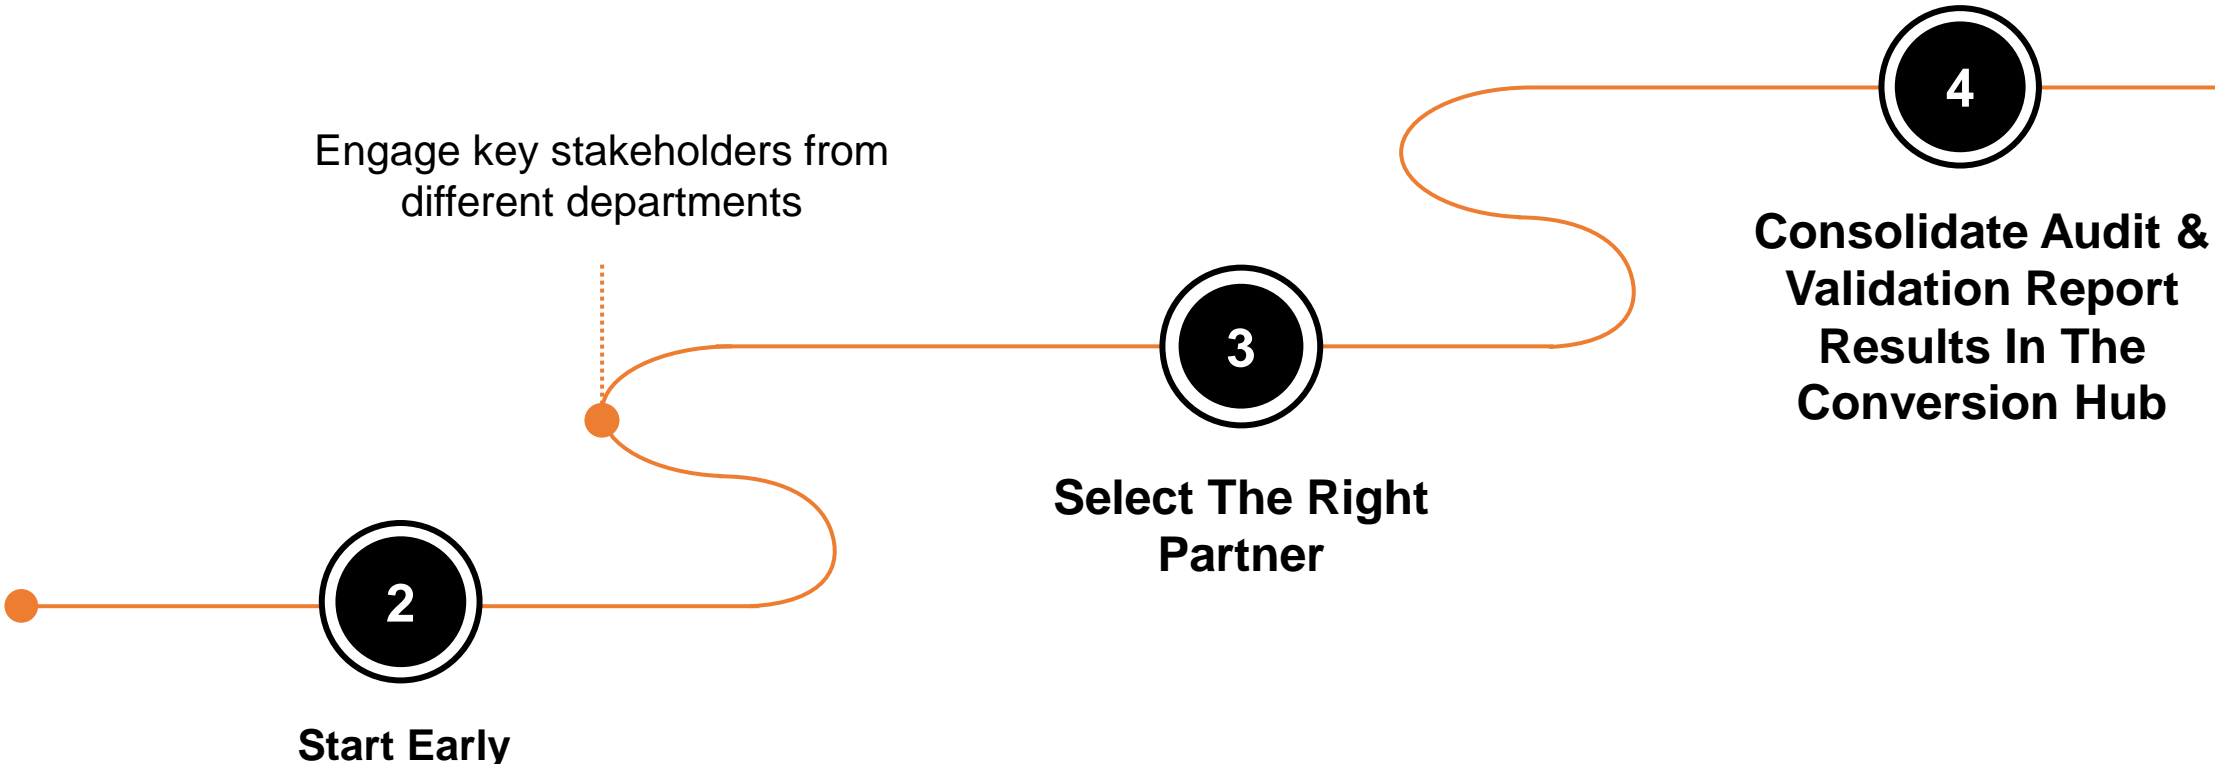 4
Engage key stakeholders from
different departments
Consolidate Audit &
Validation Report
Results In The
Conversion Hub
3
Select The Right
Partner
2
Start Early